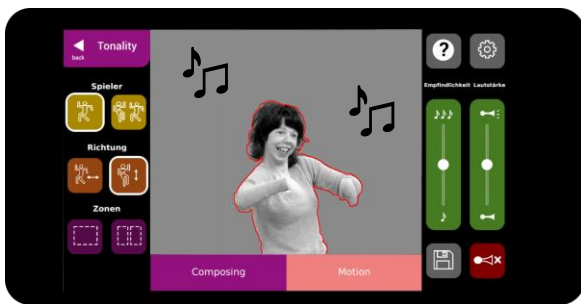 Tonality
back
Spieler
Richtung
Zonen
Composing
Motion
?
Empfindlichkeit
Lautstärke